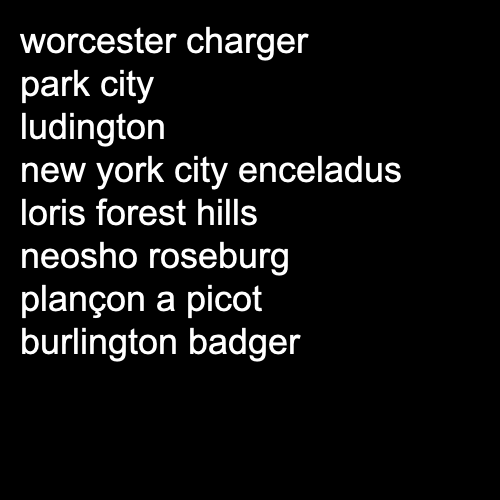 worcester charger
park city
ludington
new york city enceladus
loris forest hills
neosho roseburg
plançon a picot
burlington badger